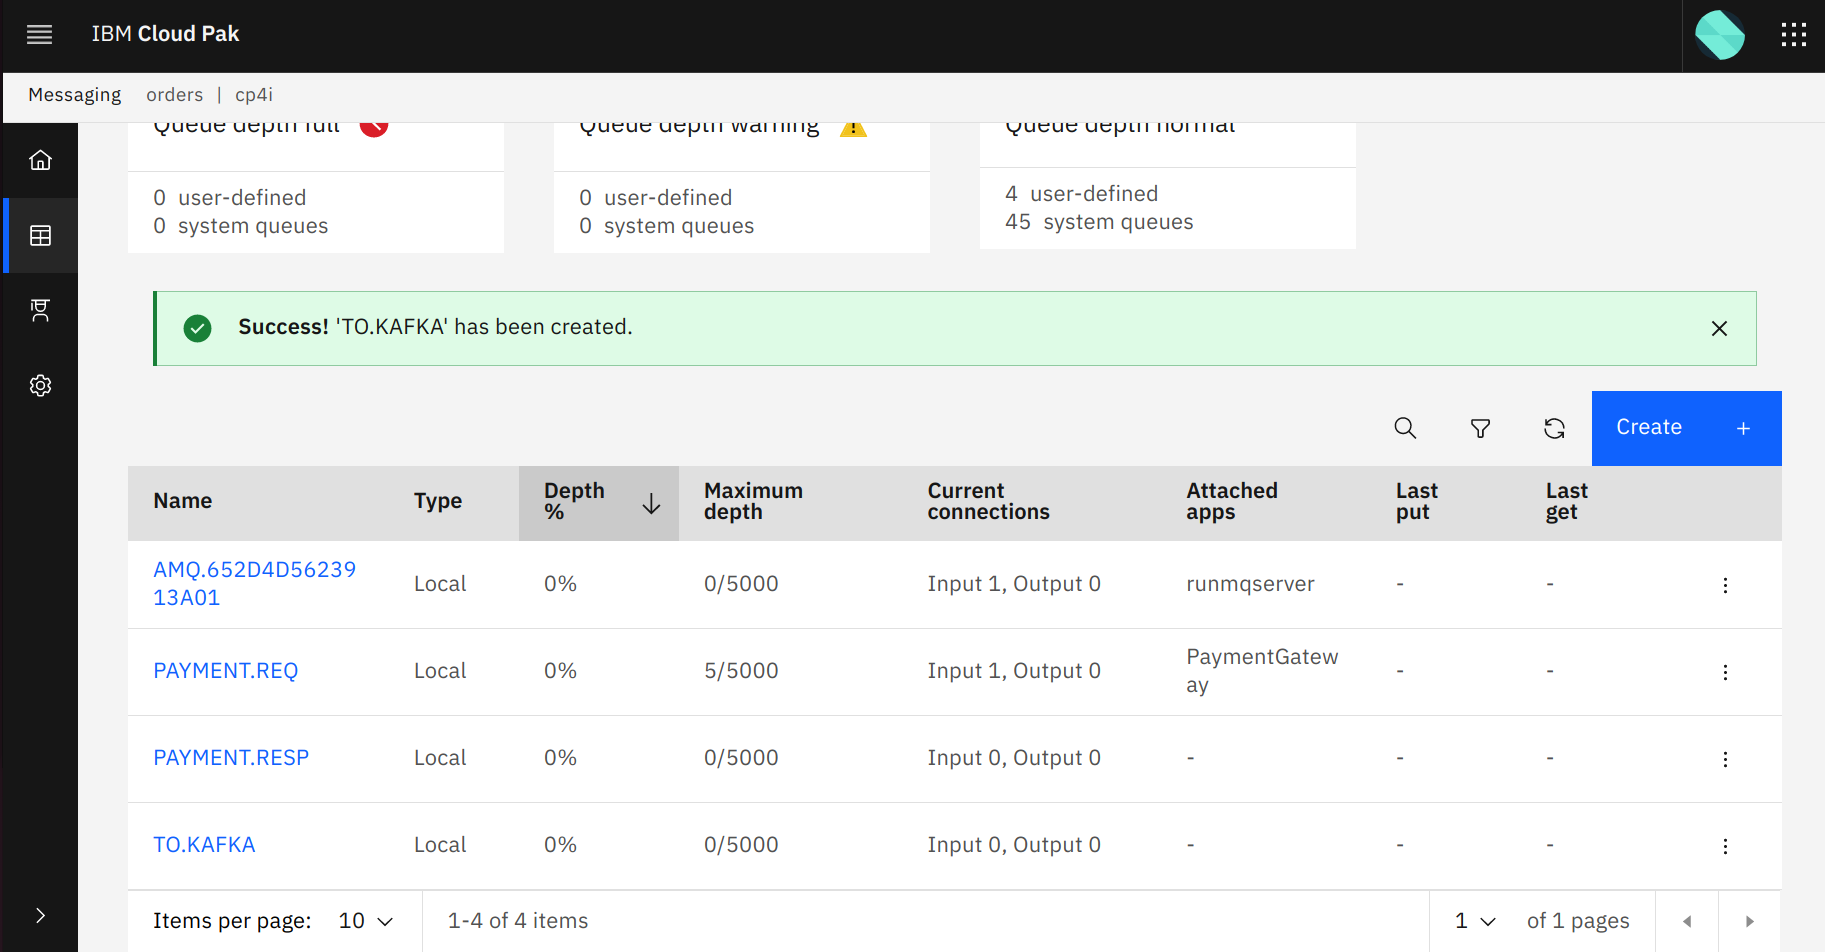 IBM Cloud Pak
Messaging orders | cp4i
Queue depth full
Queue depth warning
Queue depth normal
0 user-defined
0 system queues
0 user-defined
0 system queues
4 user-defined
45 system queues
Success! 'TO.KAFKA' has been created.
Create +
Name Type Depth % Maximum depth Current connections Attached apps Last put Last get
AMQ.652D4D56239
13A01 Local 0% 0/5000 Input 1, Output 0 runmqserver - -
PAYMENT.REQ Local 0% 5/5000 Input 1, Output 0 PaymentGatew
ay - -
PAYMENT.RESP Local 0% 0/5000 Input 0, Output 0 - - -
TO.KAFKA Local 0% 0/5000 Input 0, Output 0 - - -
Items per page: 10 1-4 of 4 items 1 of 1 pages